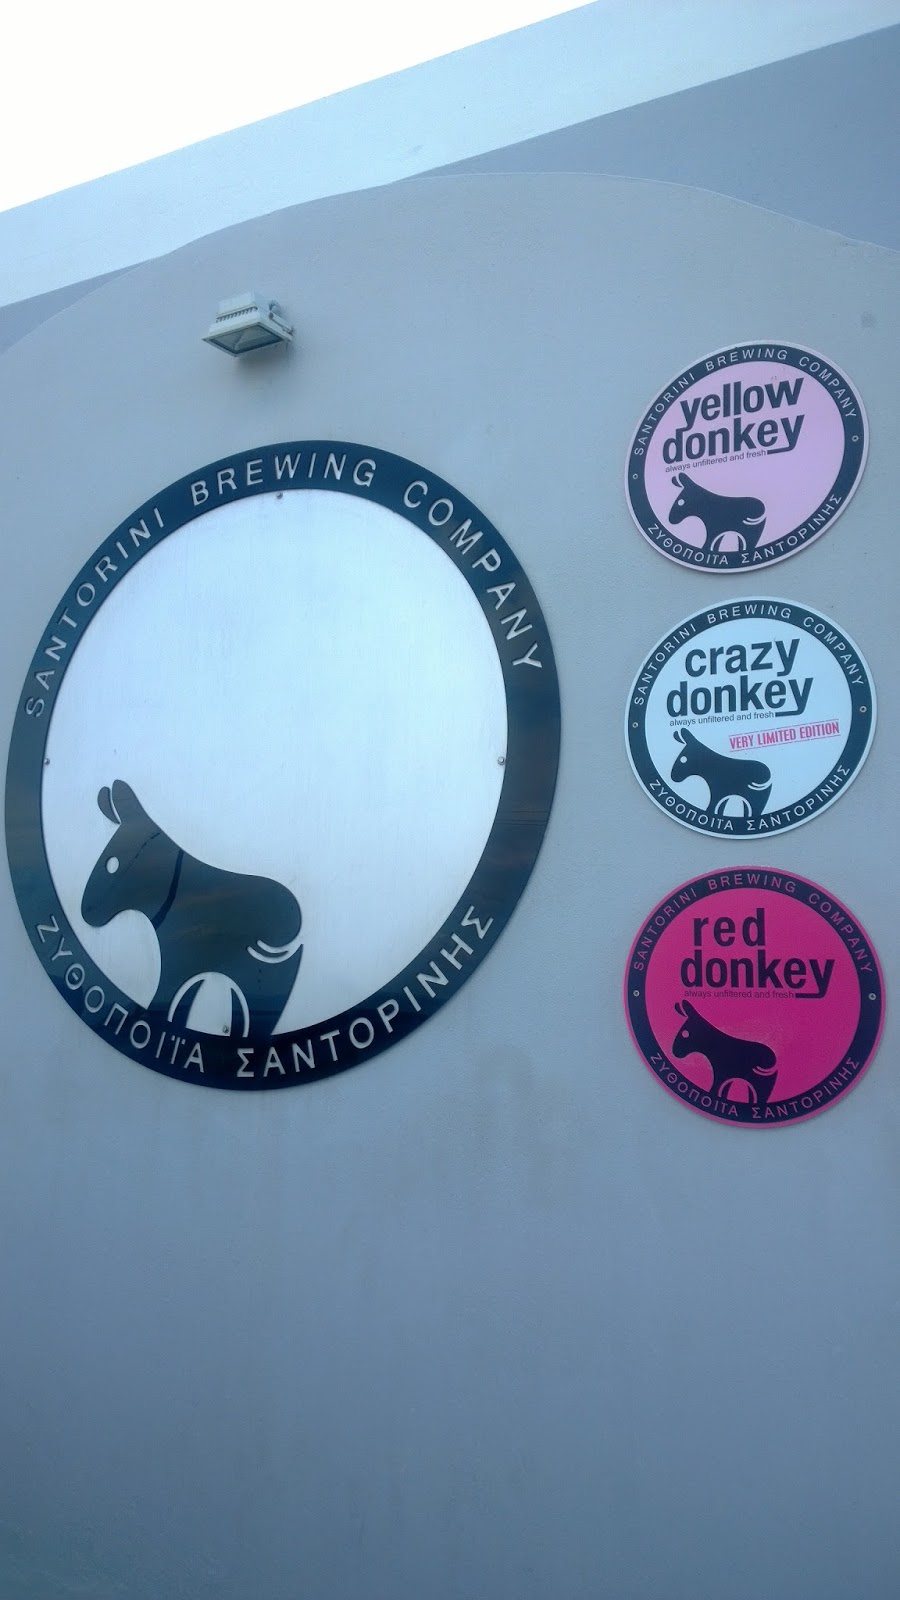 SANTORINI BREWING COMPANY
ΖΥΘΟΠΟΙΪΑ ΣΑΝΤΟΡΙΝΗΣ
SANTORINI BREWING COMPANY
yellow
donkey
always unfiltered and fresh
ΖΥΘΟΠΟΙΪΑ ΣΑΝΤΟΡΙΝΗΣ
SANTORINI BREWING COMPANY
crazy
donkey
always unfiltered and fresh
VERY LIMITED EDITION
ΖΥΘΟΠΟΙΪΑ ΣΑΝΤΟΡΙΝΗΣ
SANTORINI BREWING COMPANY
red
donkey
always unfiltered and fresh
ΖΥΘΟΠΟΙΪΑ ΣΑΝΤΟΡΙΝΗΣ